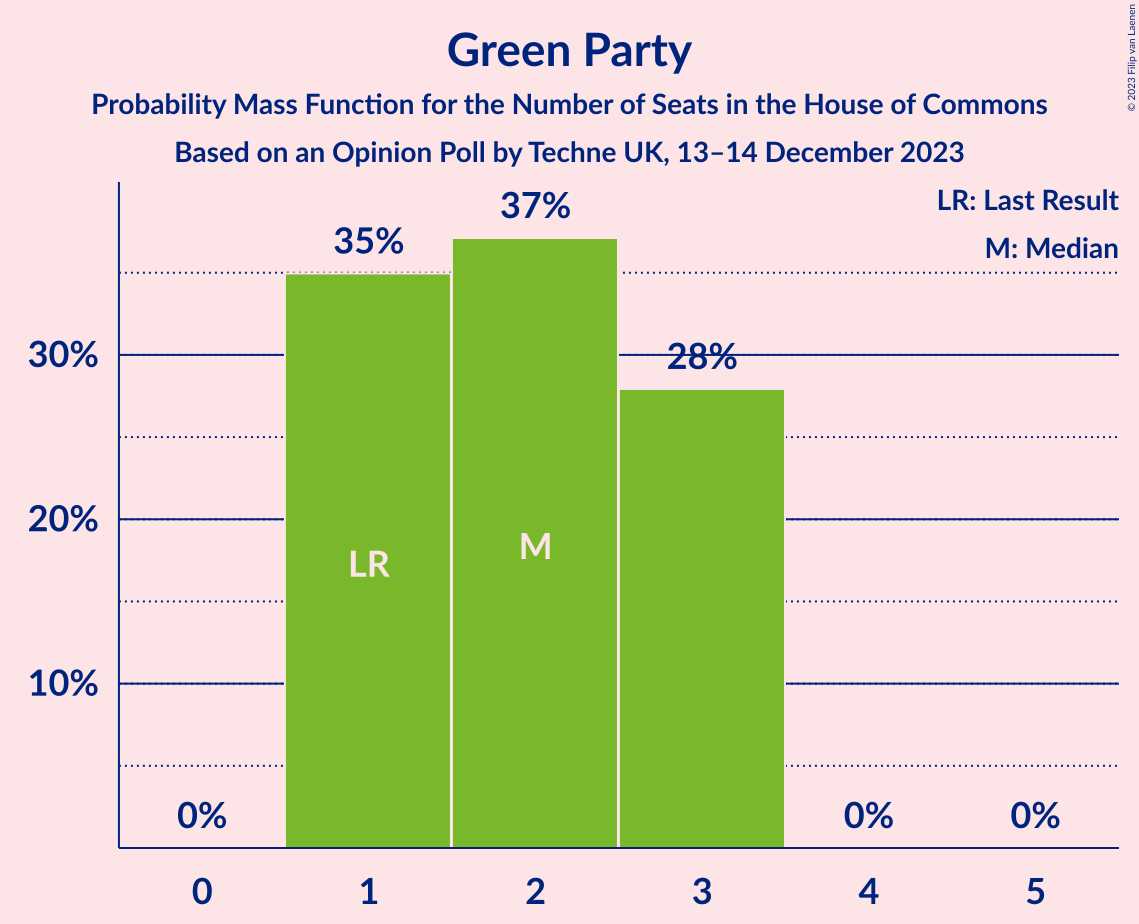 Green Party
Probability Mass Function for the Number of Seats in the House of Commons
Based on an Opinion Poll by Techne UK, 13–14 December 2023
© 2023 Filip van Laenen
LR: Last Result
M: Median
37%
35%
30%
28%
20%
M
LR
10%
0%
0%
0%
0
1
2
3
4
5